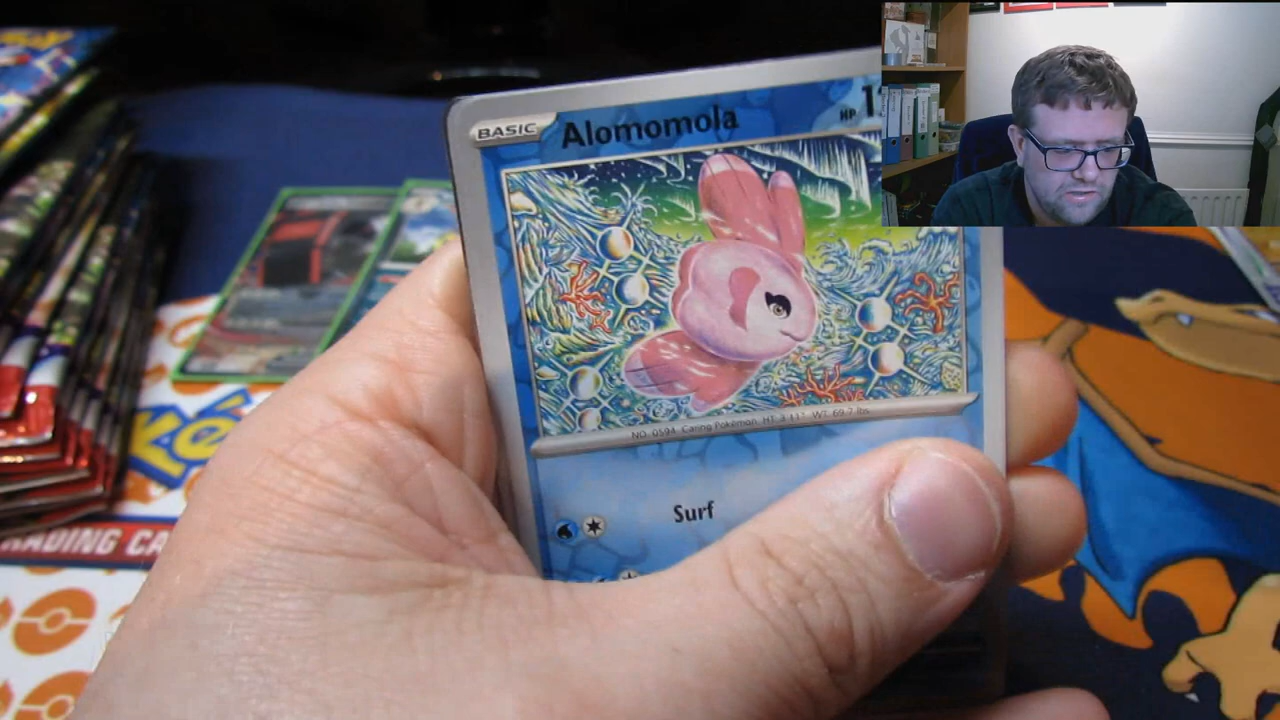 BASIC Alomomola HP
NO. 0594 Caring Pokémon HT: 3'11" WT: 69.7 lbs
Surf
RADING CA